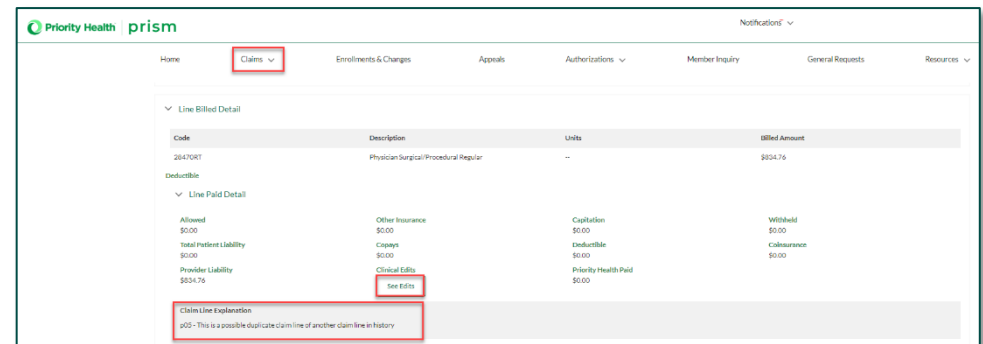 Priority Health prism
Notifications
Home Claims Enrollments & Changes Appeals Authorizations Member Inquiry General Requests Resources
Line Billed Detail
Code Description Units Billed Amount
28470RT Physician Surgical/Procedural Regular -- $834.76
Deductible
Line Paid Detail
Allowed Other Insurance Capitation Withheld
$0.00 $0.00 $0.00 $0.00
Total Patient Liability Copays Deductible Coinsurance
$0.00 $0.00 $0.00 $0.00
Provider Liability Clinical Edits Priority Health Paid
$834.76 See Edits $0.00
Claim Line Explanation
p05 - This is a possible duplicate claim line of another claim line in history